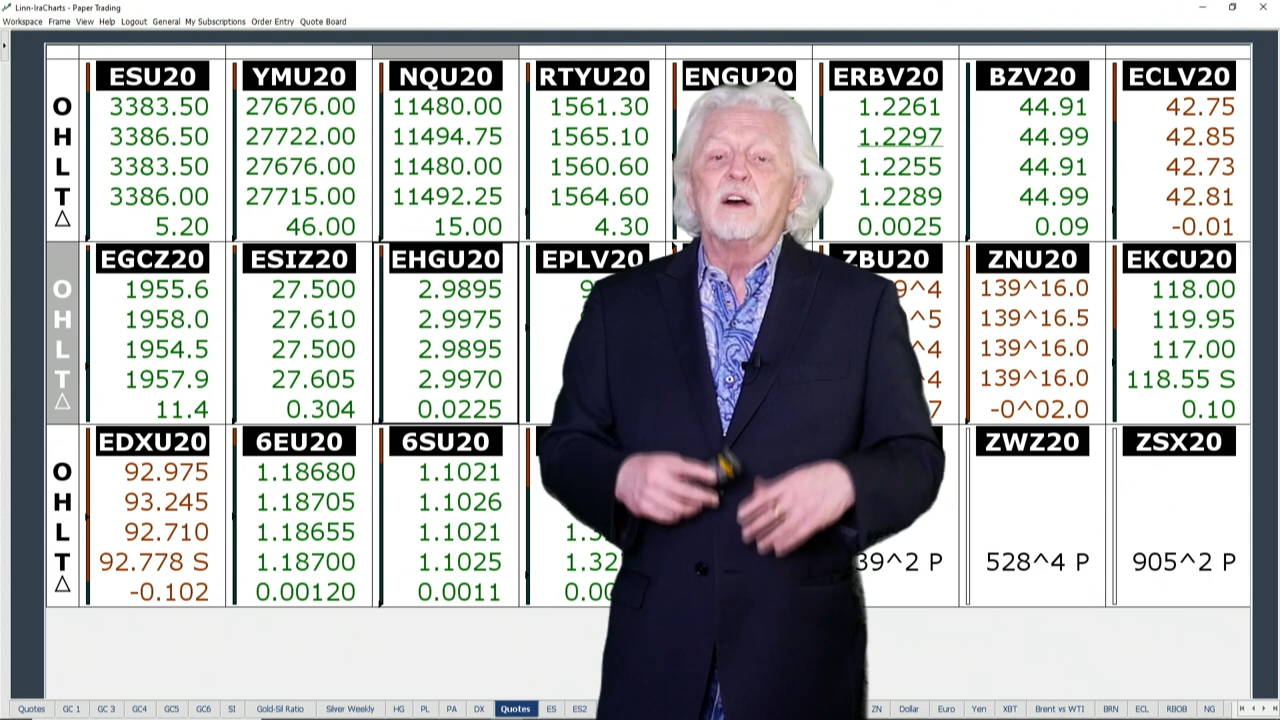 Linn-IraCharts - Paper Trading
Workspace Frame View Help Logout General My Subscriptions Order Entry Quote Board
ESU20 YMU20 NQU20 RTYU20 ENGU20 ERBV20 BZV20 ECLV20
O 3383.50 27676.00 11480.00 1561.30 1.2261 44.91 42.75
H 3386.50 27722.00 11494.75 1565.10 1.2297 44.99 42.85
L 3383.50 27676.00 11480.00 1560.60 1.2255 44.91 42.73
T 3386.00 27715.00 11492.25 1564.60 1.2289 44.99 42.81
△ 5.20 46.00 15.00 4.30 0.0025 0.09 -0.01
EGCZ20 ESIZ20 EHGU20 EPLV20 ZBU20 ZNU20 EKCU20
O 1955.6 27.500 2.9895 9^4 139^16.0 118.00
H 1958.0 27.610 2.9975 ^5 139^16.5 119.95
L 1954.5 27.500 2.9895 ^4 139^16.0 117.00
T 1957.9 27.605 2.9970 ^4 139^16.0 118.55 S
△ 11.4 0.304 0.0225 7 -0^02.0 0.10
EDXU20 6EU20 6SU20 ZWZ20 ZSX20
O 92.975 1.18680 1.1021
H 93.245 1.18705 1.1026
L 92.710 1.18655 1.1021
T 92.778 S 1.18700 1.1025 1.32 39^2 P 528^4 P 905^2 P
△ -0.102 0.00120 0.0011 0.00
Quotes GC 1 GC 3 GC4 GC5 GC6 SI Gold-Sil Ratio Silver Weekly HG PL PA DX Quotes ES ES2 ZN Dollar Euro Yen XBT Brent vs WTI BRN ECL RBOB NG